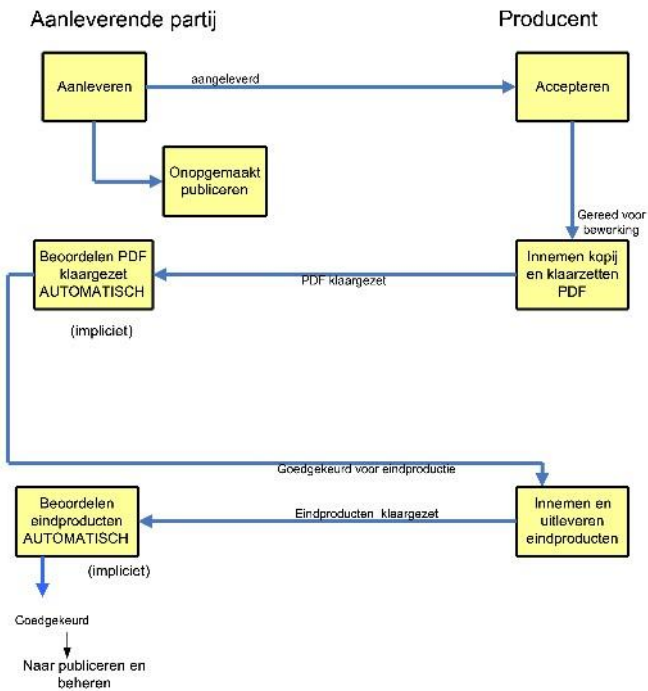 Aanleverende partij
Producent
Aanleveren
aangeleverd
Accepteren
Onopgemaakt
publiceren
Gereed voor
bewerking
Beoordelen PDF
klaargezet
AUTOMATISCH
PDF klaargezet
Innemen kopij
en klaarzetten
PDF
(impliciet)
Goedgekeurd voor eindproductie
Beoordelen
eindproducten
AUTOMATISCH
Eindproducten klaargezet
Innemen en
uitleveren
eindproducten
(impliciet)
Goedgekeurd
Naar publiceren en
beheren